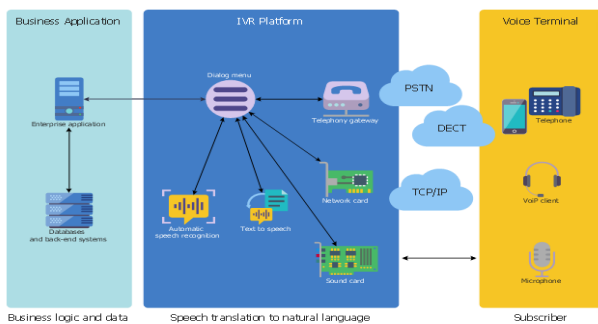 Business Application
IVR Platform
Voice Terminal
Dialog menu
PSTN
Enterprise application
Telephony gateway
DECT
Telephone
TCP/IP
Network card
VoIP client
Automatic
speech recognition
Text to speech
Databases
and back-end systems
Sound card
Microphone
Business logic and data
Speech translation to natural language
Subscriber